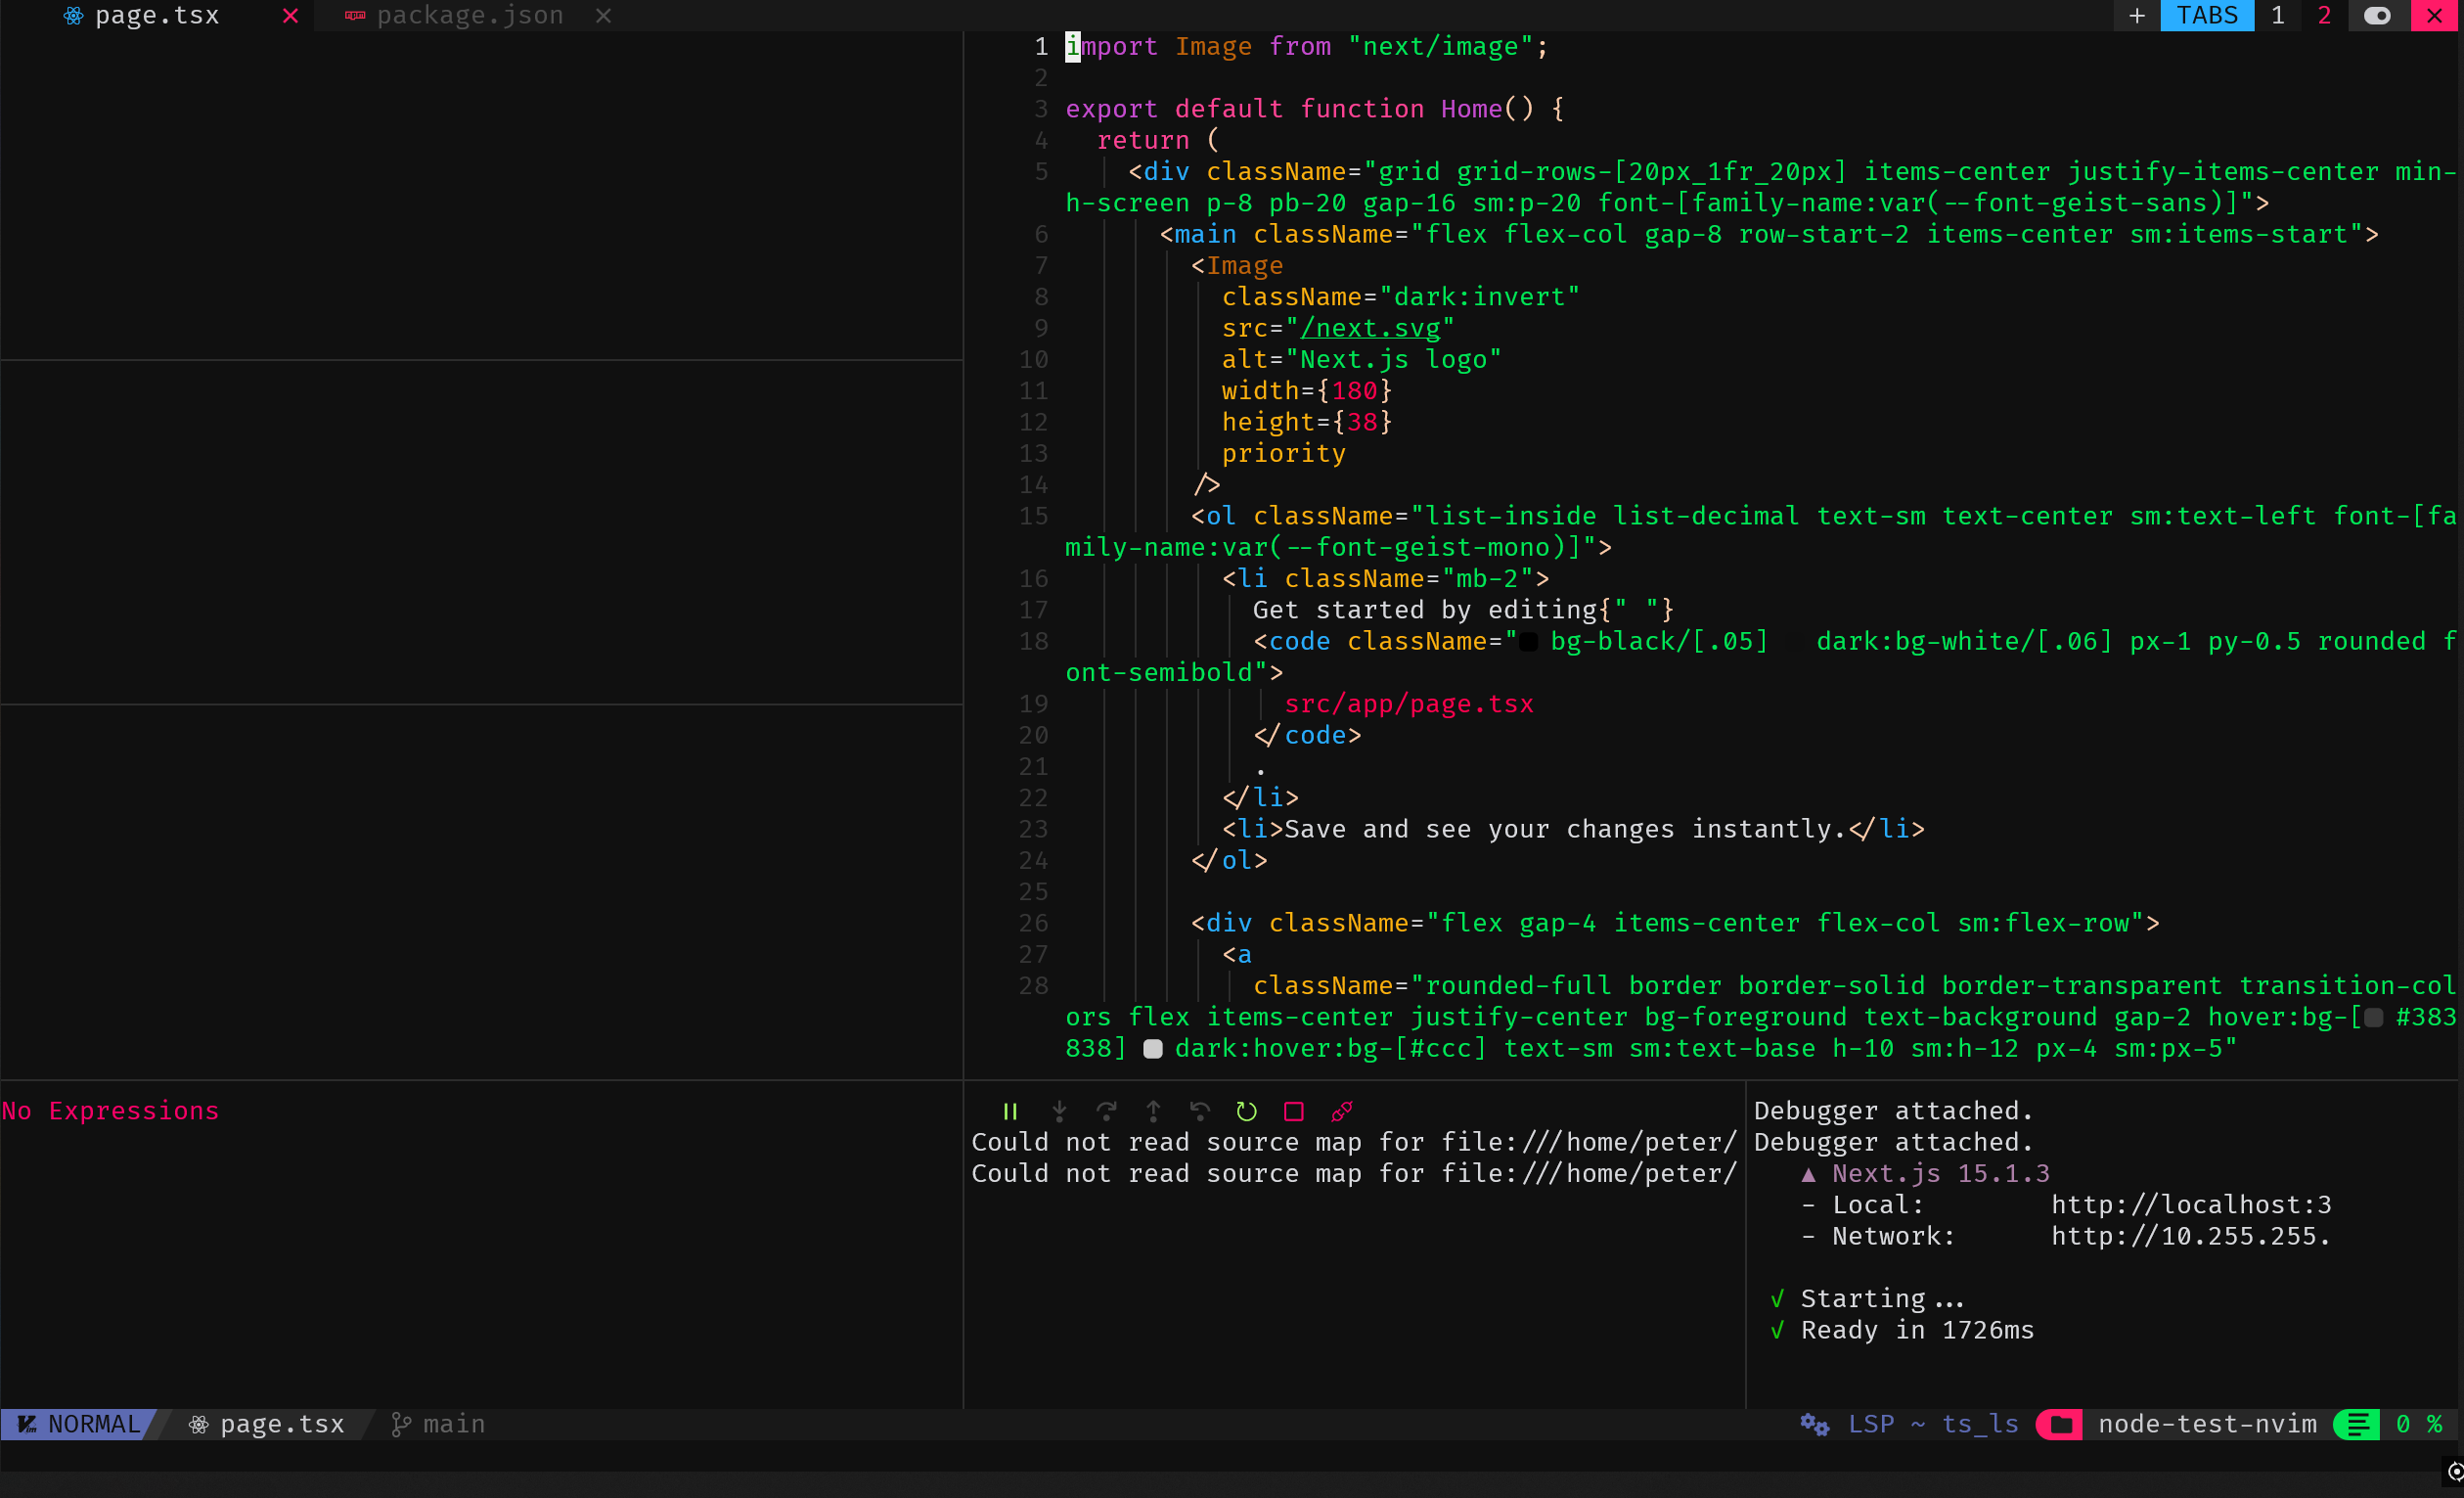 page.tsx
package.json
TABS 1 2
1 import Image from "next/image";
2
3 export default function Home() {
4 return (
5 <div className="grid grid-rows-[20px_1fr_20px] items-center justify-items-center min-
h-screen p-8 pb-20 gap-16 sm:p-20 font-[family-name:var(--font-geist-sans)]">
6 <main className="flex flex-col gap-8 row-start-2 items-center sm:items-start">
7 <Image
8 className="dark:invert"
9 src="/next.svg"
10 alt="Next.js logo"
11 width={180}
12 height={38}
13 priority
14 />
15 <ol className="list-inside list-decimal text-sm text-center sm:text-left font-[fa
mily-name:var(--font-geist-mono)]">
16 <li className="mb-2">
17 Get started by editing{" "}
18 <code className="bg-black/[.05] dark:bg-white/[.06] px-1 py-0.5 rounded f
ont-semibold">
19 src/app/page.tsx
20 </code>
21 .
22 </li>
23 <li>Save and see your changes instantly.</li>
24 </ol>
25
26 <div className="flex gap-4 items-center flex-col sm:flex-row">
27 <a
28 className="rounded-full border border-solid border-transparent transition-col
ors flex items-center justify-center bg-foreground text-background gap-2 hover:bg-[#383
838] dark:hover:bg-[#ccc] text-sm sm:text-base h-10 sm:h-12 px-4 sm:px-5"
No Expressions
Could not read source map for file:///home/peter/
Could not read source map for file:///home/peter/
Debugger attached.
Debugger attached.
▲ Next.js 15.1.3
- Local: http://localhost:3
- Network: http://10.255.255.
✓ Starting...
✓ Ready in 1726ms
NORMAL page.tsx main
LSP ~ ts_ls node-test-nvim 0 %